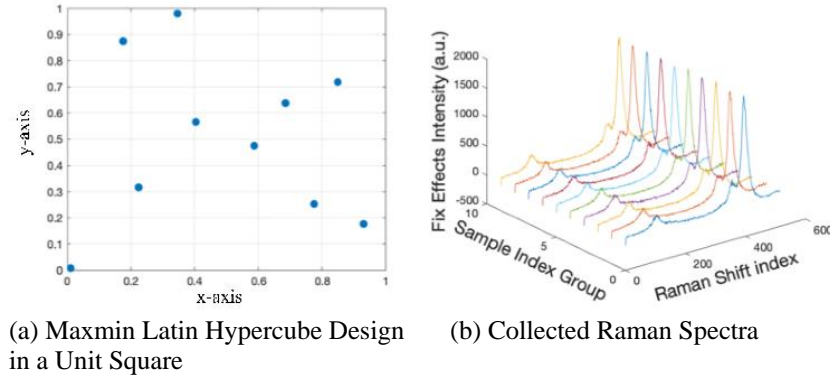 1
0.9
0.8
0.7
0.6
0.5
0.4
0.3
0.2
0.1
0
y-axis
0 0.2 0.4 0.6 0.8 1
x-axis
(a) Maxmin Latin Hypercube Design
in a Unit Square
Fix Effects Intensity (a.u.)
2000
1500
1000
500
0
-500
10
5
0
Sample Index Group
0
200
400
600
Raman Shift index
(b) Collected Raman Spectra